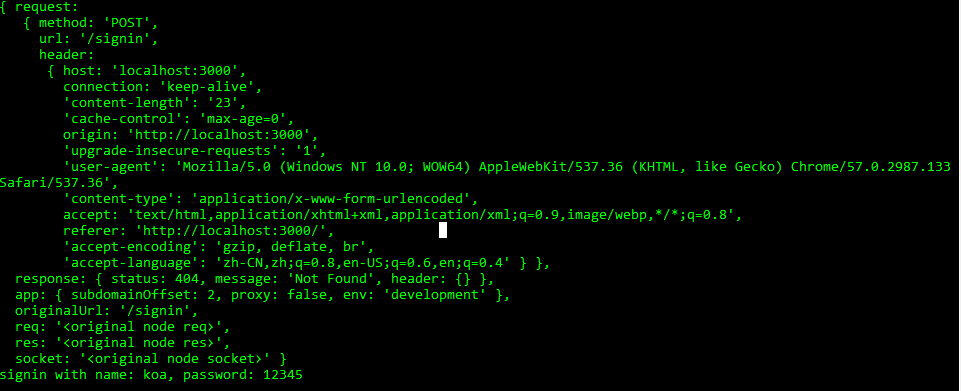 { request:
   { method: 'POST',
     url: '/signin',
     header:
      { host: 'localhost:3000',
        connection: 'keep-alive',
        'content-length': '23',
        'cache-control': 'max-age=0',
        origin: 'http://localhost:3000',
        'upgrade-insecure-requests': '1',
        'user-agent': 'Mozilla/5.0 (Windows NT 10.0; WOW64) AppleWebKit/537.36 (KHTML, like Gecko) Chrome/57.0.2987.133
Safari/537.36',
        'content-type': 'application/x-www-form-urlencoded',
        accept: 'text/html,application/xhtml+xml,application/xml;q=0.9,image/webp,*/*;q=0.8',
        referer: 'http://localhost:3000/',
        'accept-encoding': 'gzip, deflate, br',
        'accept-language': 'zh-CN,zh;q=0.8,en-US;q=0.6,en;q=0.4' } },
  response: { status: 404, message: 'Not Found', header: {} },
  app: { subdomainOffset: 2, proxy: false, env: 'development' },
  originalUrl: '/signin',
  req: '<original node req>',
  res: '<original node res>',
  socket: '<original node socket>' }
signin with name: koa, password: 12345